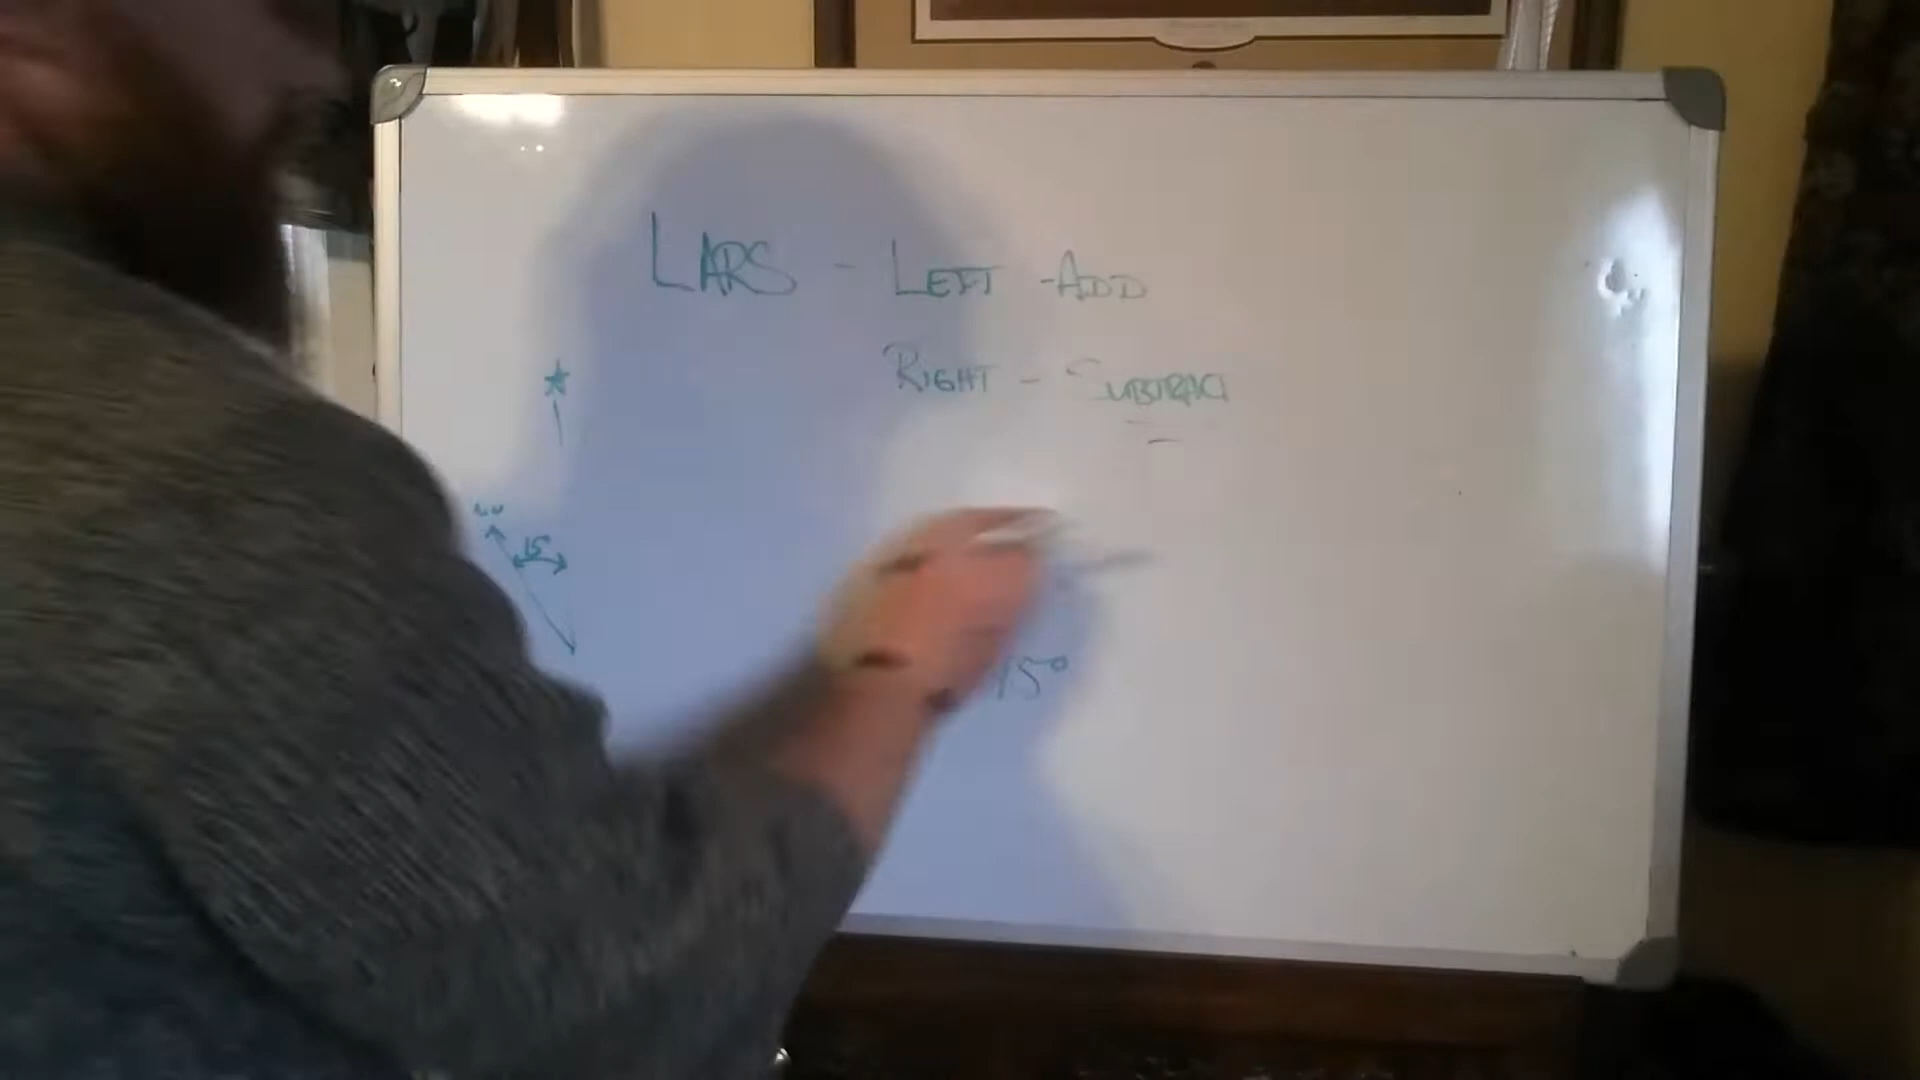 LARS - LEFT - ADD
RIGHT - SUBTRACT
15
15°